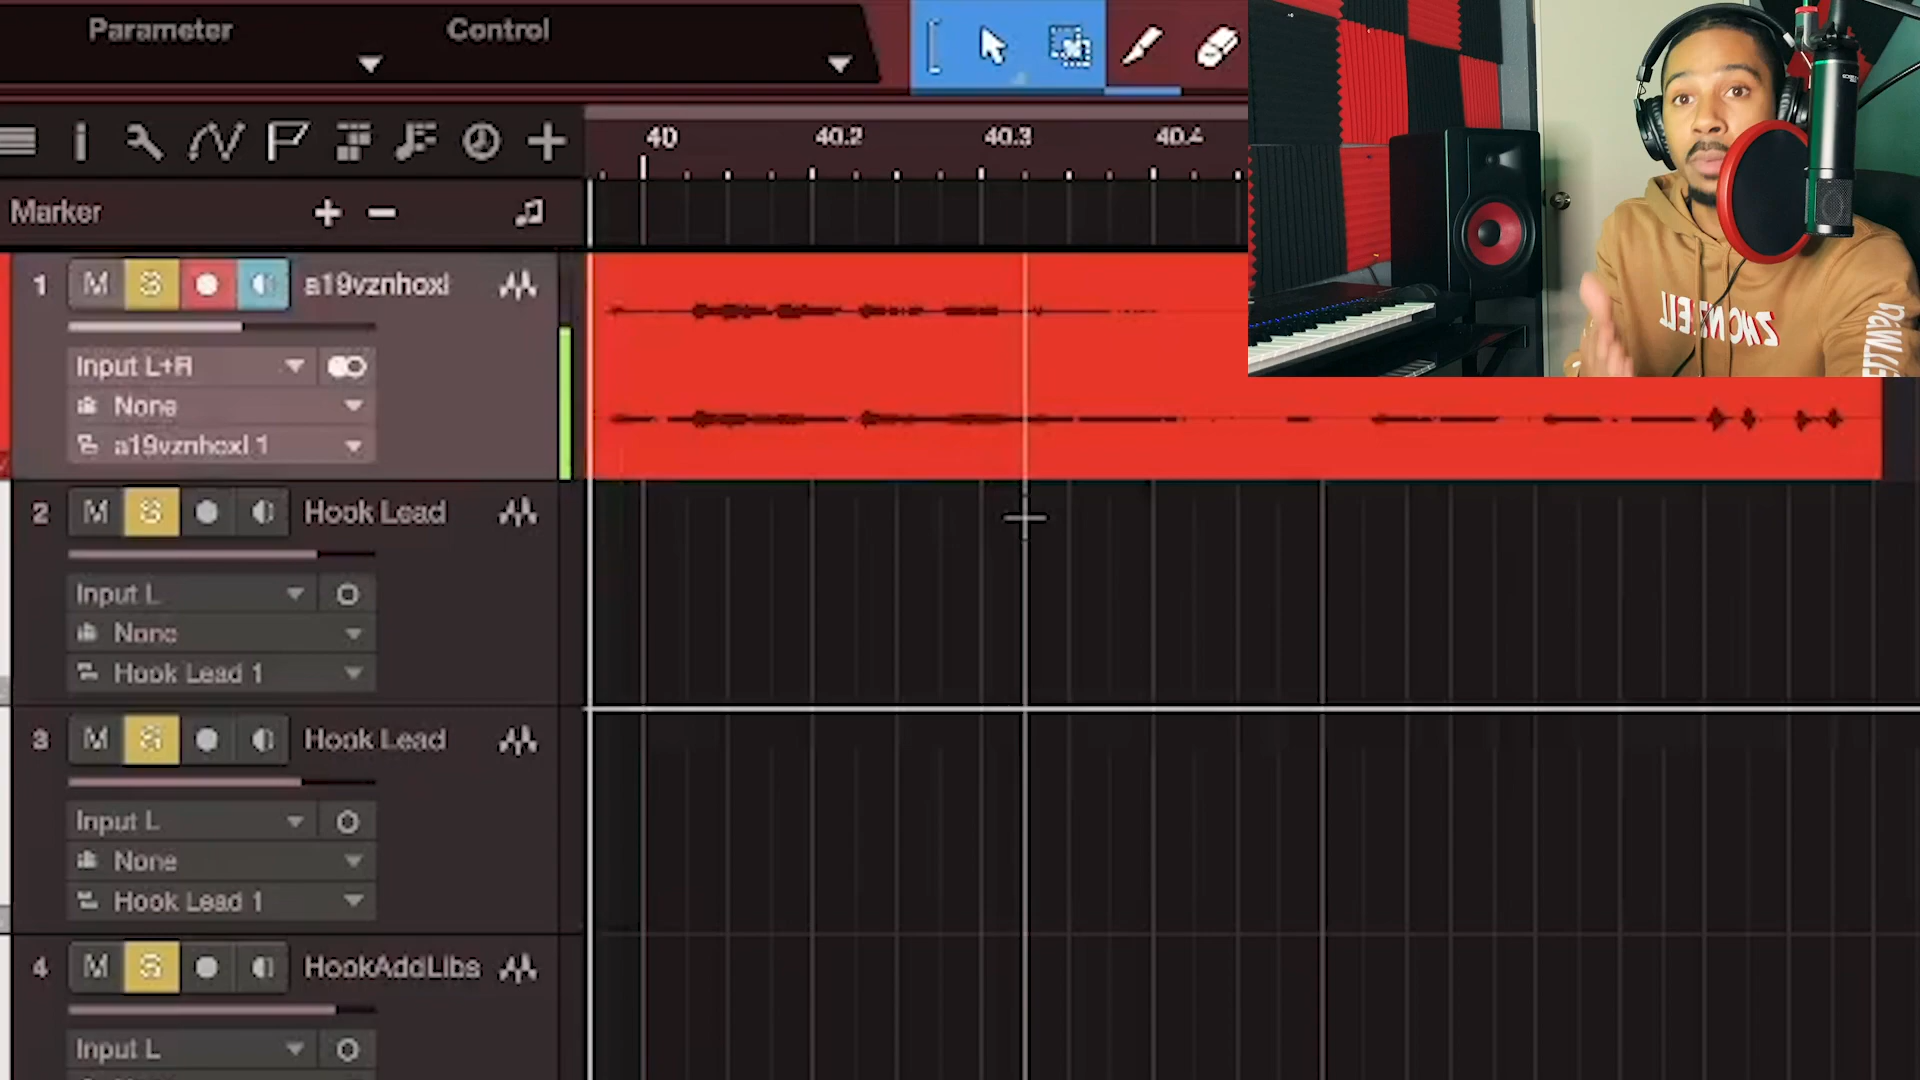 Parameter
Control
40
40.2
40.3
40.4
Marker
1
M
S
a19vznhoxl
Input L+R
None
a19vznhoxl 1
2
M
S
Hook Lead
Input L
None
Hook Lead 1
3
M
S
Hook Lead
Input L
None
Hook Lead 1
4
M
S
HookAddLibs
Input L